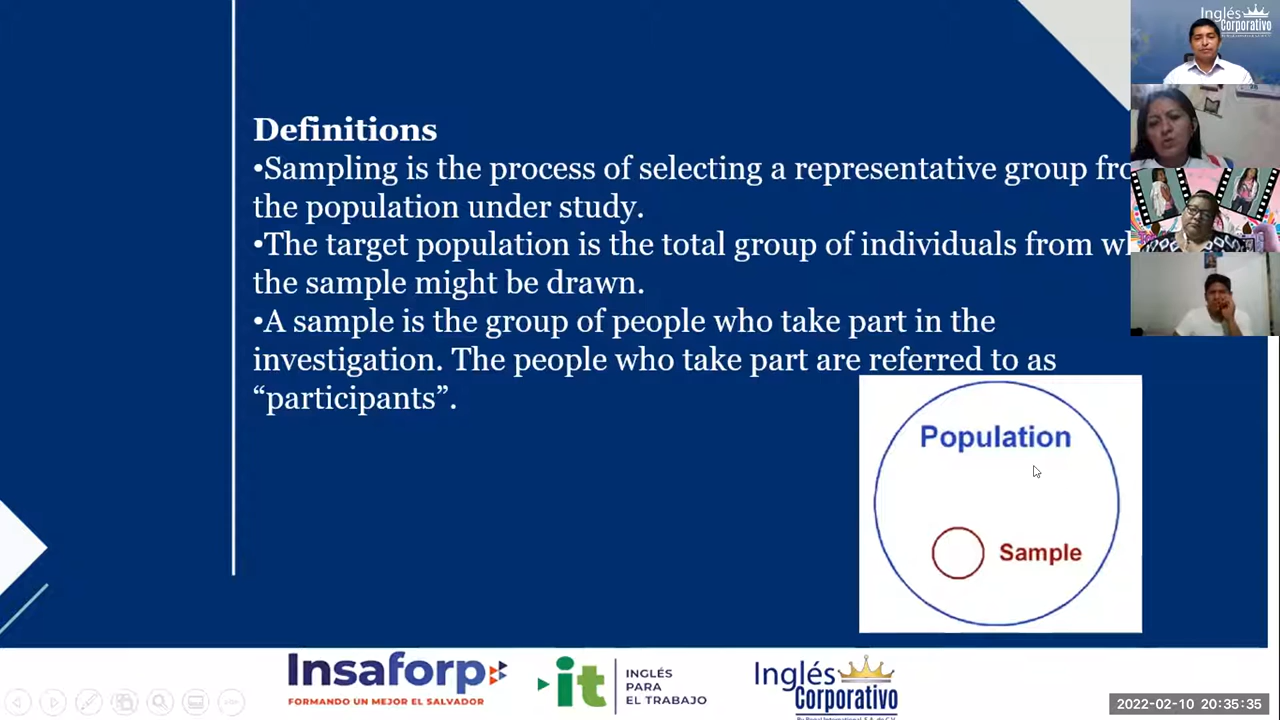 Inglés
Corporativo
Definitions
•Sampling is the process of selecting a representative group
the population under study.
•The target population is the total group of individuals from
the sample might be drawn.
•A sample is the group of people who take part in the
investigation. The people who take part are referred to as
“participants”.
Population
Sample
Insaforp
FORMANDO UN MEJOR EL SALVADOR
it
INGLÉS
PARA
EL TRABAJO
Inglés
Corporativo
2022-02-10 20:35:35